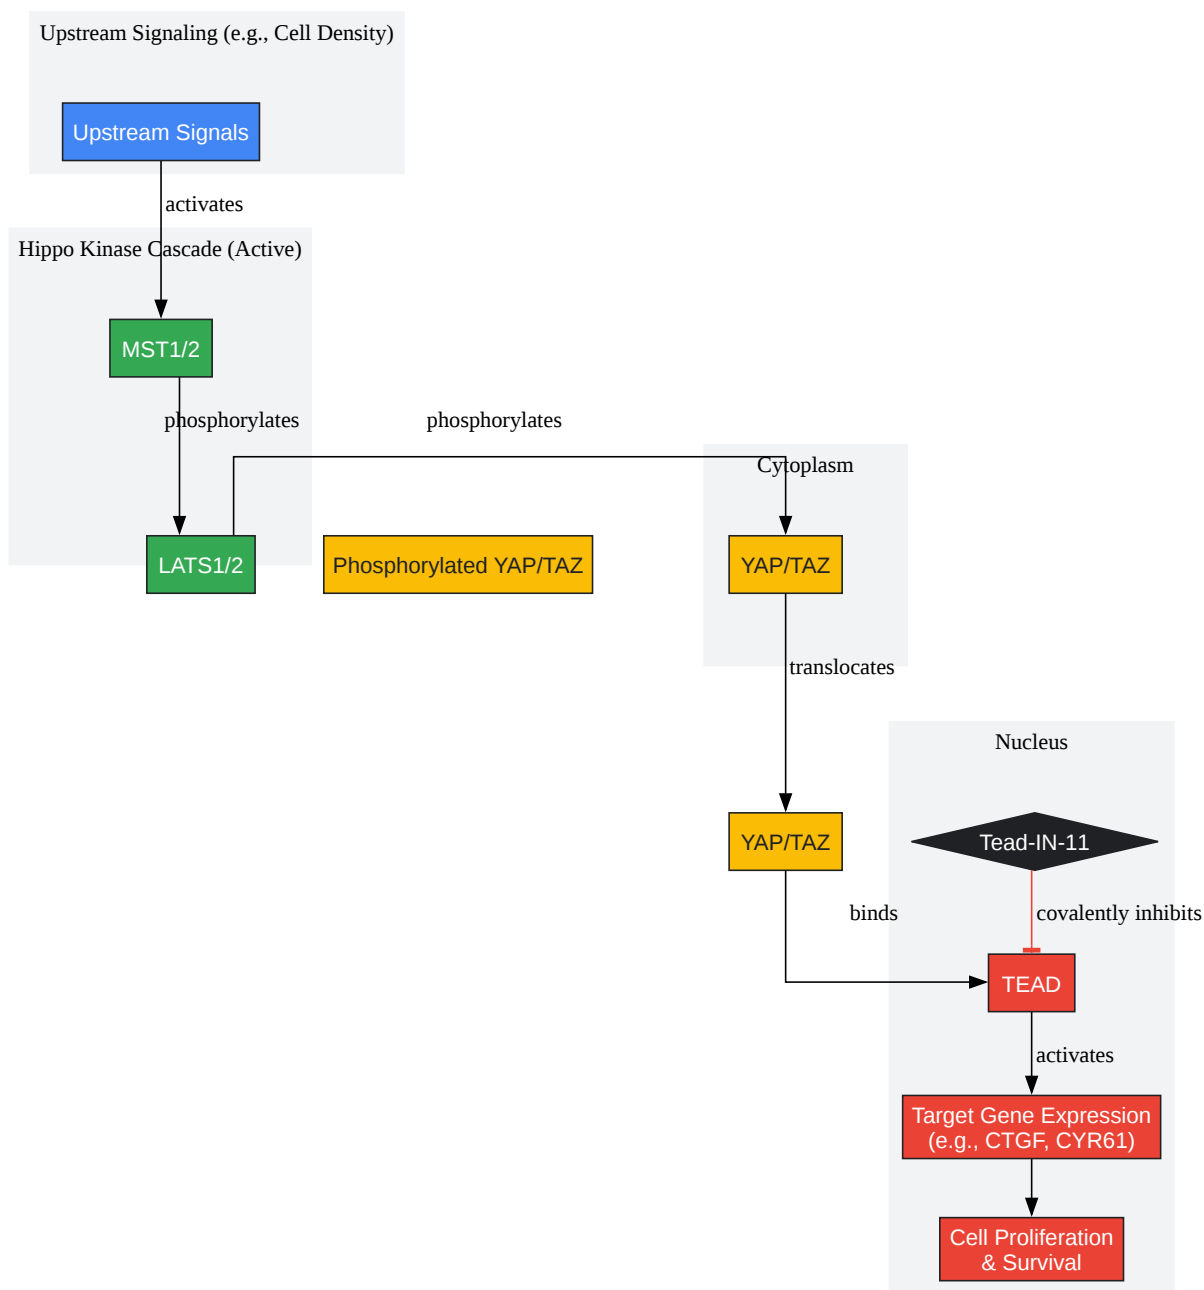 Upstream Signaling (e.g., Cell Density)
Upstream Signals
activates
Hippo Kinase Cascade (Active)
MST1/2
phosphorylates
phosphorylates
Cytoplasm
LATS1/2
Phosphorylated YAP/TAZ
YAP/TAZ
translocates
Nucleus
YAP/TAZ
Tead-IN-11
binds
covalently inhibits
TEAD
activates
Target Gene Expression
(e.g., CTGF, CYR61)
Cell Proliferation
& Survival